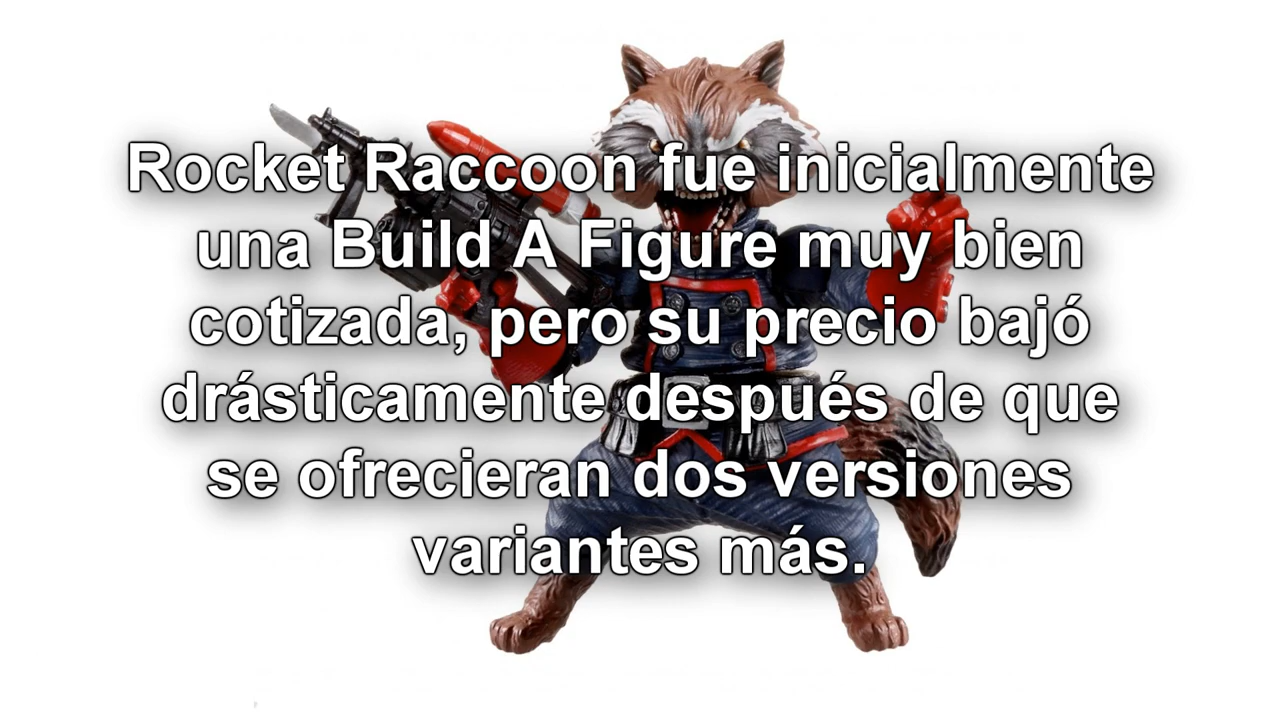 Rocket Raccoon fue inicialmente
una Build A Figure muy bien
cotizada, pero su precio bajó
drásticamente después de que
se ofrecieran dos versiones
variantes más.